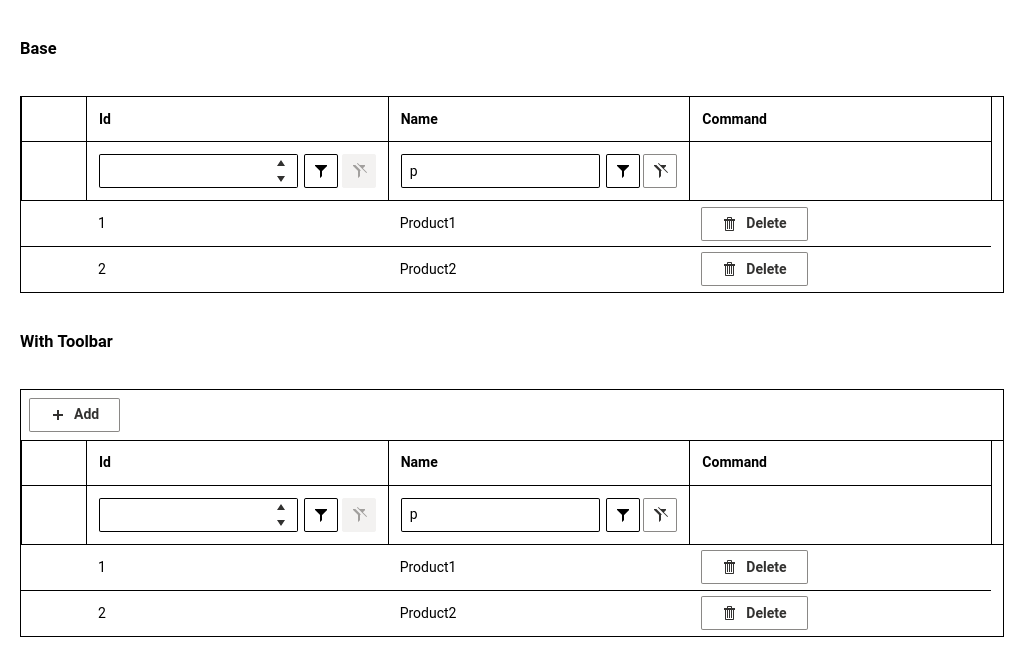 Base
Id Name Command
p
1 Product1 Delete
2 Product2 Delete
With Toolbar
Add
Id Name Command
p
1 Product1 Delete
2 Product2 Delete